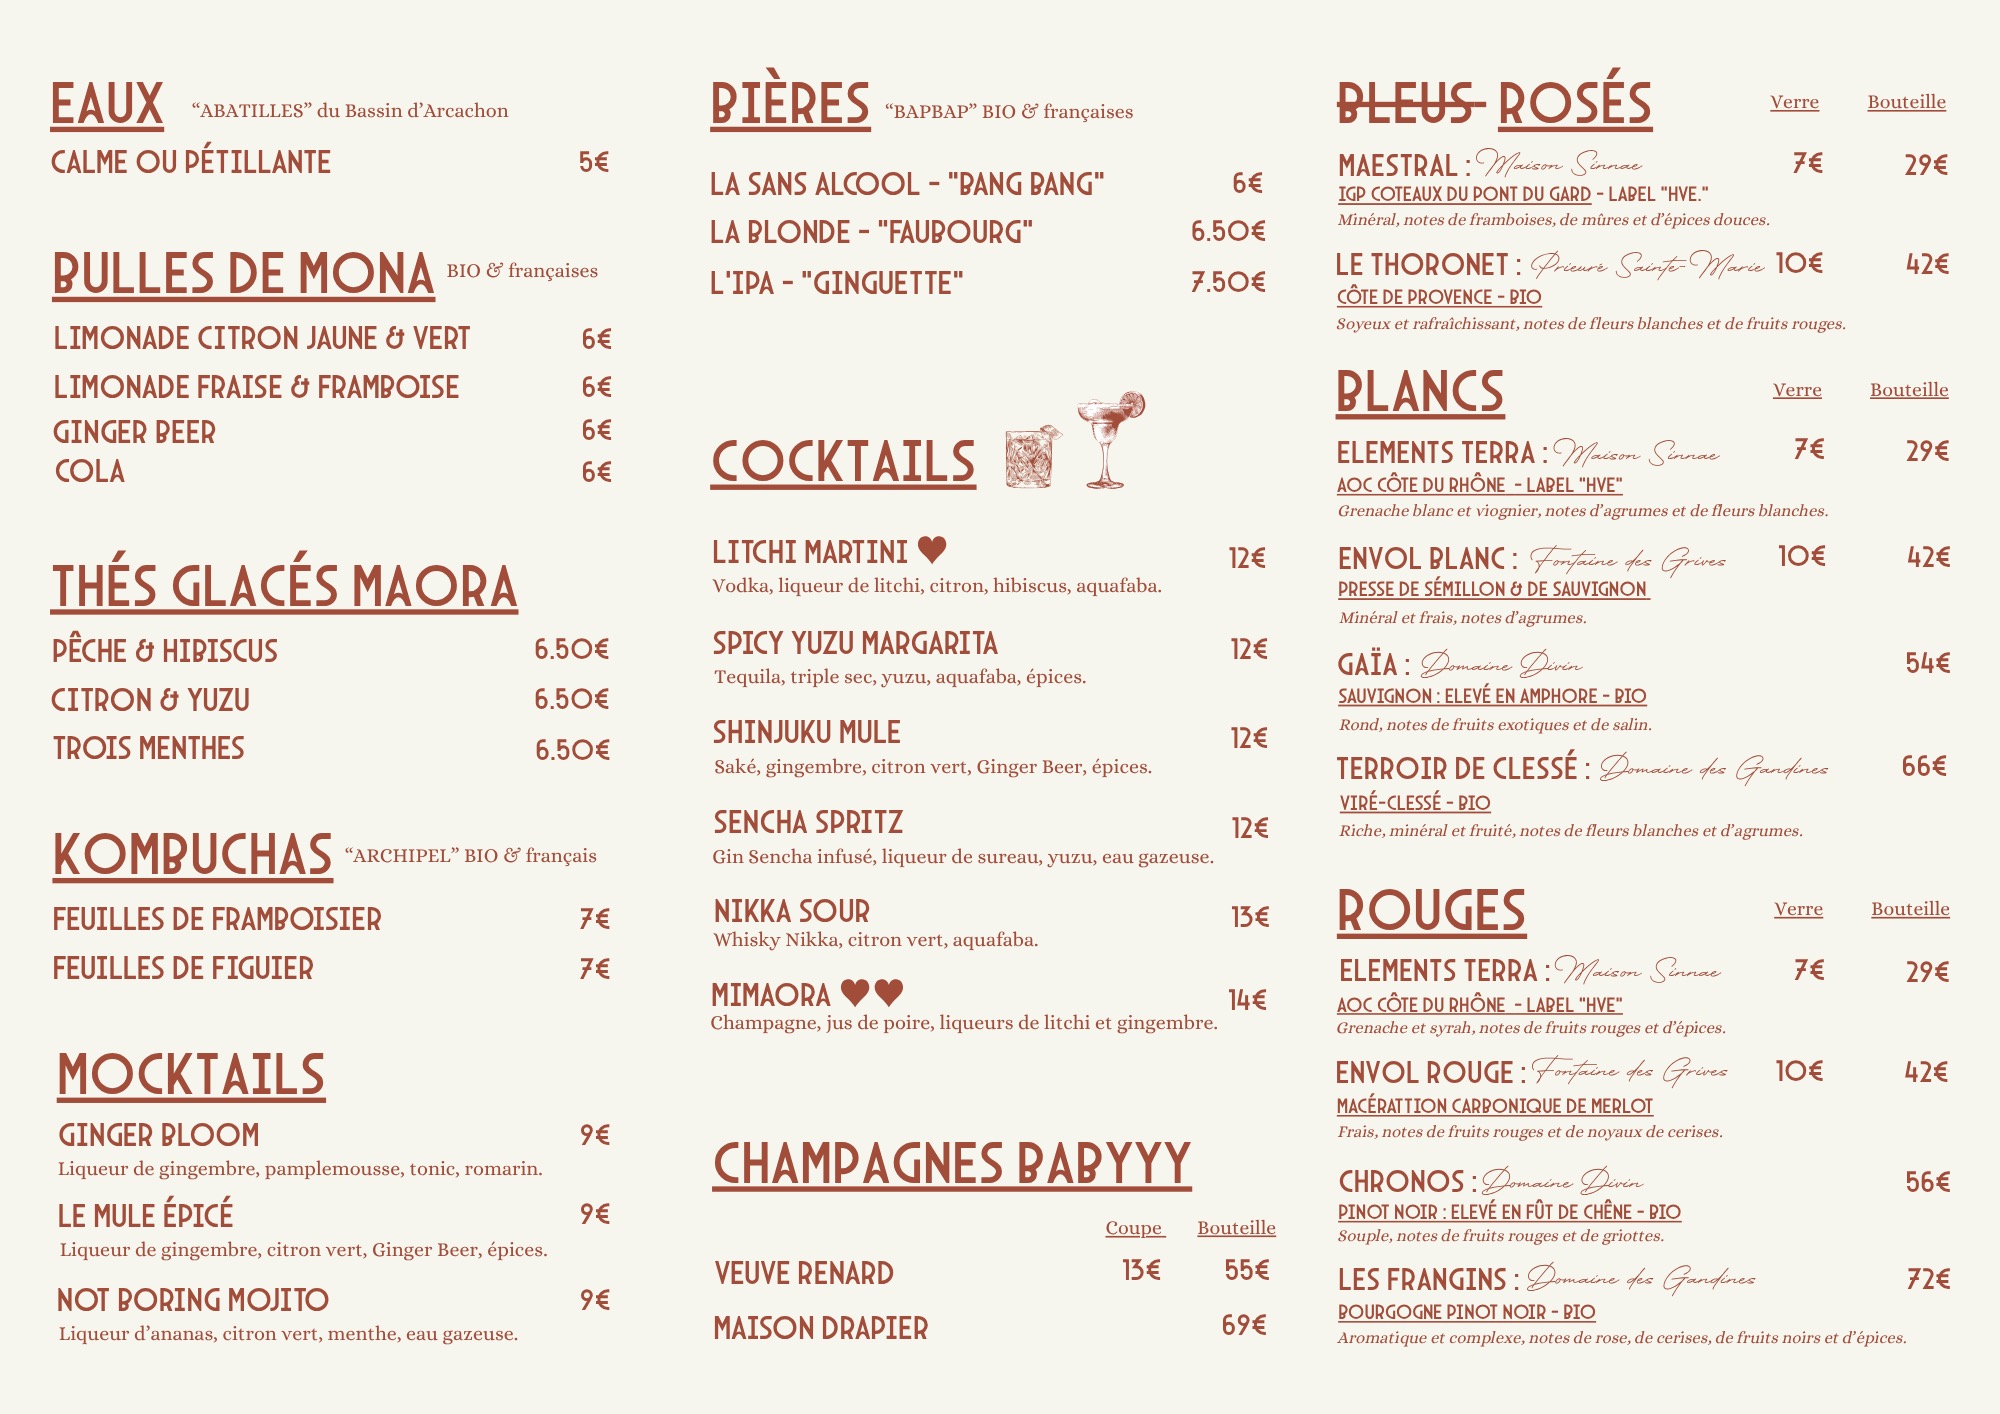 EAUX “ABATILLES” du Bassin d’Arcachon
CALME OU PÉTILLANTE 5€
BULLES DE MONA BIO & françaises
LIMONADE CITRON JAUNE & VERT 6€
LIMONADE FRAISE & FRAMBOISE 6€
GINGER BEER 6€
COLA 6€
THÉS GLACÉS MAORA
PÊCHE & HIBISCUS 6.50€
CITRON & YUZU 6.50€
TROIS MENTHES 6.50€
KOMBUCHAS “ARCHIPEL” BIO & français
FEUILLES DE FRAMBOISIER 7€
FEUILLES DE FIGUIER 7€
MOCKTAILS
GINGER BLOOM 9€
Liqueur de gingembre, pamplemousse, tonic, romarin.
LE MULE ÉPICÉ 9€
Liqueur de gingembre, citron vert, Ginger Beer, épices.
NOT BORING MOJITO 9€
Liqueur d’ananas, citron vert, menthe, eau gazeuse.
BIÈRES “BAPBAP” BIO & françaises
LA SANS ALCOOL - "BANG BANG" 6€
LA BLONDE - "FAUBOURG" 6.50€
L'IPA - "GINGUETTE" 7.50€
COCKTAILS
LITCHI MARTINI ♥ 12€
Vodka, liqueur de litchi, citron, hibiscus, aquafaba.
SPICY YUZU MARGARITA 12€
Tequila, triple sec, yuzu, aquafaba, épices.
SHINJUKU MULE 12€
Saké, gingembre, citron vert, Ginger Beer, épices.
SENCHA SPRITZ 12€
Gin Sencha infusé, liqueur de sureau, yuzu, eau gazeuse.
NIKKA SOUR 13€
Whisky Nikka, citron vert, aquafaba.
MIMAORA ♥♥ 14€
Champagne, jus de poire, liqueurs de litchi et gingembre.
CHAMPAGNES BABYYY
Coupe Bouteille
VEUVE RENARD 13€ 55€
MAISON DRAPIER 69€
BLEUS ROSÉS Verre Bouteille
MAESTRAL : Maison Sinnae 7€ 29€
IGP COTEAUX DU PONT DU GARD - LABEL "HVE."
Minéral, notes de framboises, de mûres et d’épices douces.
LE THORONET : Prieuré Sainte-Marie 10€ 42€
CÔTE DE PROVENCE - BIO
Soyeux et rafraîchissant, notes de fleurs blanches et de fruits rouges.
BLANCS Verre Bouteille
ELEMENTS TERRA : Maison Sinnae 7€ 29€
AOC CÔTE DU RHÔNE - LABEL "HVE"
Grenache blanc et viognier, notes d’agrumes et de fleurs blanches.
ENVOL BLANC : Fontaine des Grives 10€ 42€
PRESSE DE SÉMILLON & DE SAUVIGNON
Minéral et frais, notes d’agrumes.
GAÏA : Domaine Divin 54€
SAUVIGNON : ELEVÉ EN AMPHORE - BIO
Rond, notes de fruits exotiques et de salin.
TERROIR DE CLESSÉ : Domaine des Gandines 66€
VIRÉ-CLESSÉ - BIO
Riche, minéral et fruité, notes de fleurs blanches et d’agrumes.
ROUGES Verre Bouteille
ELEMENTS TERRA : Maison Sinnae 7€ 29€
AOC CÔTE DU RHÔNE - LABEL "HVE"
Grenache et syrah, notes de fruits rouges et d’épices.
ENVOL ROUGE : Fontaine des Grives 10€ 42€
MACÉRATTION CARBONIQUE DE MERLOT
Frais, notes de fruits rouges et de noyaux de cerises.
CHRONOS : Domaine Divin 56€
PINOT NOIR : ELEVÉ EN FÛT DE CHÊNE - BIO
Souple, notes de fruits rouges et de griottes.
LES FRANGINS : Domaine des Gandines 72€
BOURGOGNE PINOT NOIR - BIO
Aromatique et complexe, notes de rose, de cerises, de fruits noirs et d’épices.